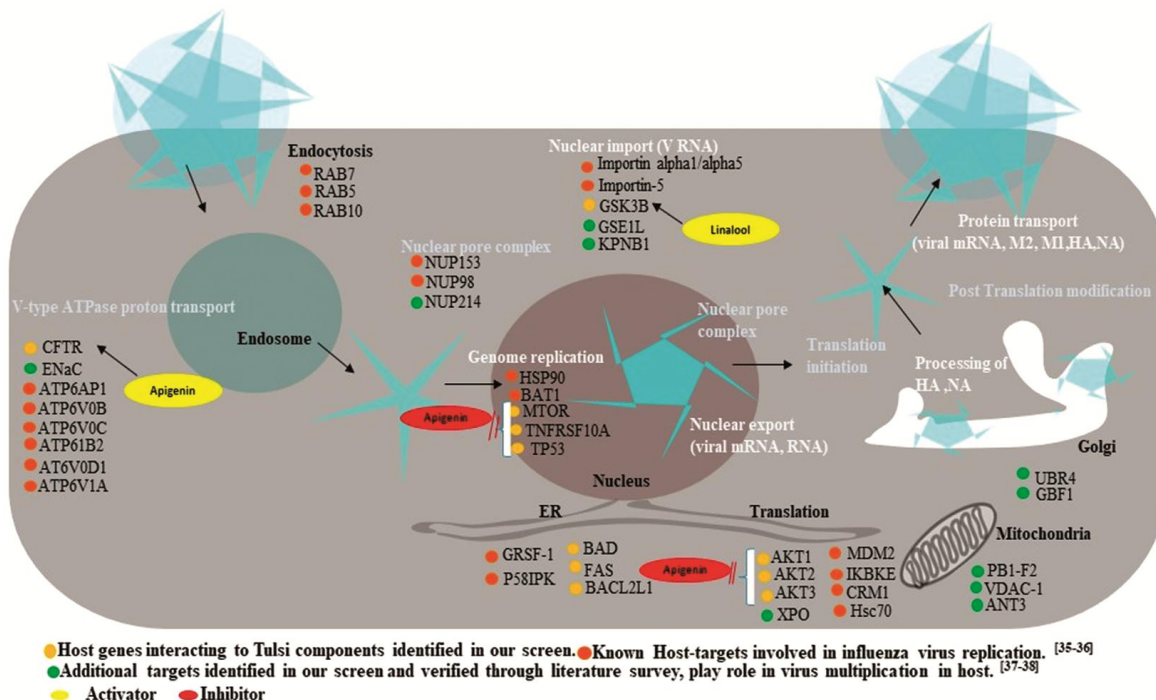 Endocytosis
RAB7
RAB5
RAB10
Nuclear import (V RNA)
Importin alpha1/alpha5
Importin-5
GSK3B
GSE1L
KPNB1
Linalool
Protein transport
(viral mRNA, M2, M1,HA,NA)
Nuclear pore complex
NUP153
NUP98
NUP214
V-type ATPase proton transport
CFTR
ENaC
ATP6AP1
ATP6V0B
ATP6V0C
ATP61B2
AT6V0D1
ATP6V1A
Apigenin
Endosome
Genome replication
HSP90
BAT1
MTOR
TNFRSF10A
TP53
Apigenin
Nuclear pore
complex
Nuclear export
(viral mRNA, RNA)
Nucleus
Translation
initiation
Post Translation modification
Processing of
HA ,NA
Golgi
UBR4
GBF1
ER
Translation
GRSF-1
P58IPK
BAD
FAS
BACL2L1
Apigenin
AKT1
AKT2
AKT3
XPO
MDM2
IKBKE
CRM1
Hsc70
Mitochondria
PB1-F2
VDAC-1
ANT3
Host genes interacting to Tulsi components identified in our screen. Known Host-targets involved in influenza virus replication. [35-36]
Additional targets identified in our screen and verified through literature survey, play role in virus multiplication in host. [37-38]
Activator Inhibitor